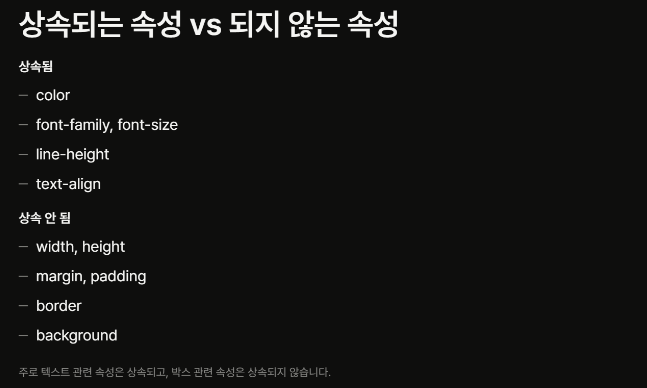 상속되는 속성 vs 되지 않는 속성
상속됨
— color
— font-family, font-size
— line-height
— text-align
상속 안 됨
— width, height
— margin, padding
— border
— background
주로 텍스트 관련 속성은 상속되고, 박스 관련 속성은 상속되지 않습니다.